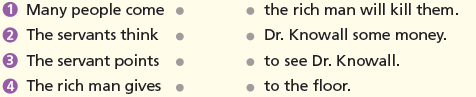 1 Many people come ● ● the rich man will kill them.
2 The servants think ● ● Dr. Knowall some money.
3 The servant points ● ● to see Dr. Knowall.
4 The rich man gives ● ● to the floor.